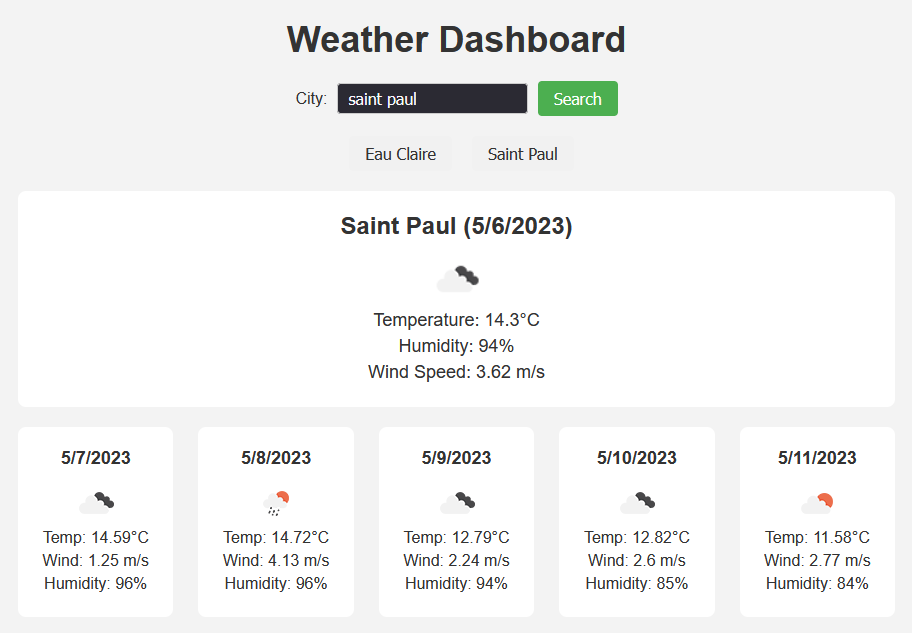 Weather Dashboard
City: saint paul Search
Eau Claire Saint Paul
Saint Paul (5/6/2023)
Temperature: 14.3°C
Humidity: 94%
Wind Speed: 3.62 m/s
5/7/2023
Temp: 14.59°C
Wind: 1.25 m/s
Humidity: 96%
5/8/2023
Temp: 14.72°C
Wind: 4.13 m/s
Humidity: 96%
5/9/2023
Temp: 12.79°C
Wind: 2.24 m/s
Humidity: 94%
5/10/2023
Temp: 12.82°C
Wind: 2.6 m/s
Humidity: 85%
5/11/2023
Temp: 11.58°C
Wind: 2.77 m/s
Humidity: 84%